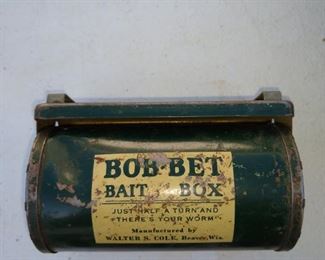 BOB-BET
BAIT BOX
JUST HALF A TURN AND
"THERE'S YOUR WORM"
Manufactured by
WALTER S. COLE, Beaver, Wis.